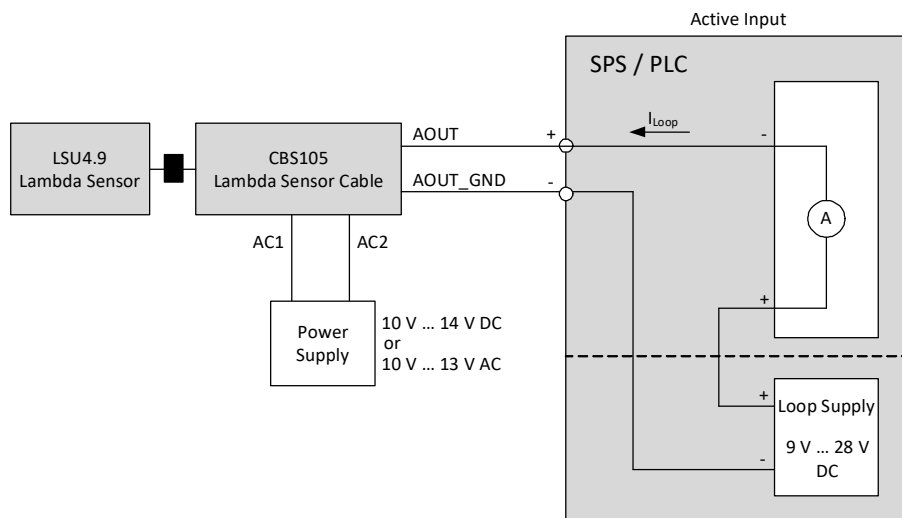 Active Input
SPS / PLC
I Loop
AOUT
+
-
LSU4.9
Lambda Sensor
CBS105
Lambda Sensor Cable
AOUT_GND
-
A
AC1
AC2
+
Power
Supply
10 V ... 14 V DC
or
10 V ... 13 V AC
+
Loop Supply
9 V ... 28 V
DC
-